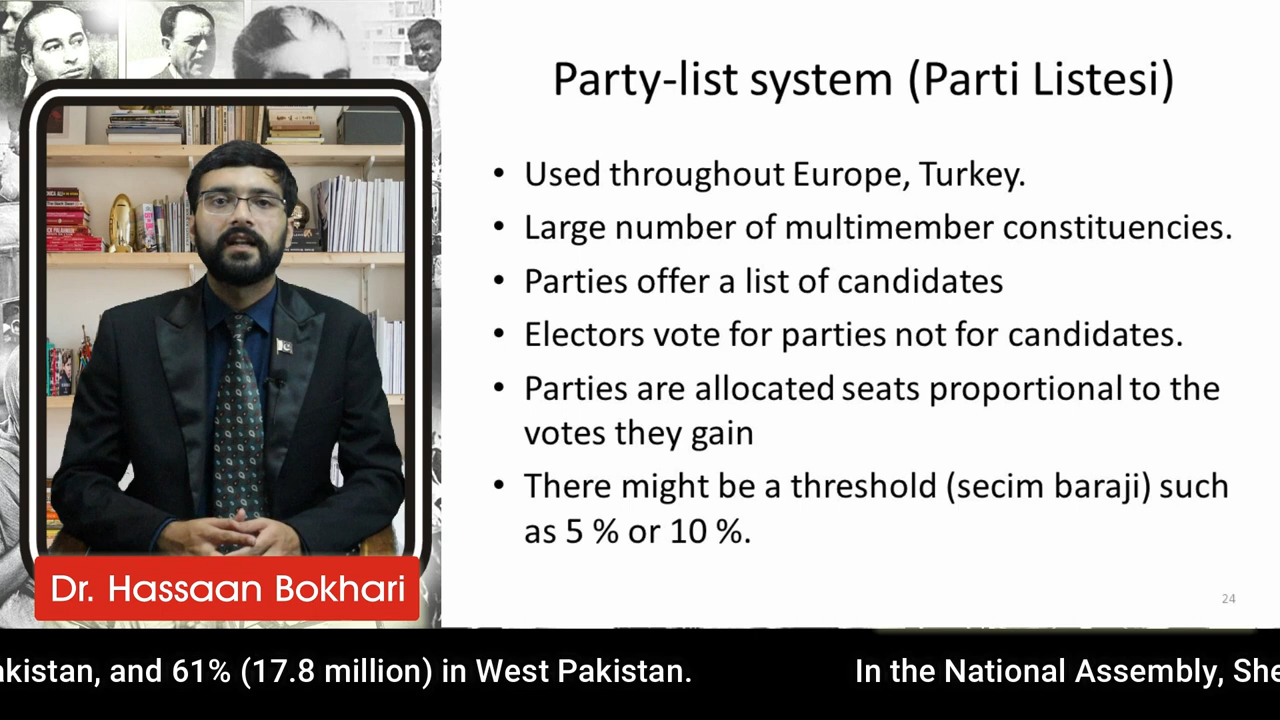 Party-list system (Parti Listesi)
• Used throughout Europe, Turkey.
• Large number of multimember constituencies.
• Parties offer a list of candidates
• Electors vote for parties not for candidates.
• Parties are allocated seats proportional to the
votes they gain
• There might be a threshold (secim baraji) such
as 5 % or 10 %.
24
Dr. Hassaan Bokhari
akistan, and 61% (17.8 million) in West Pakistan. In the National Assembly, She